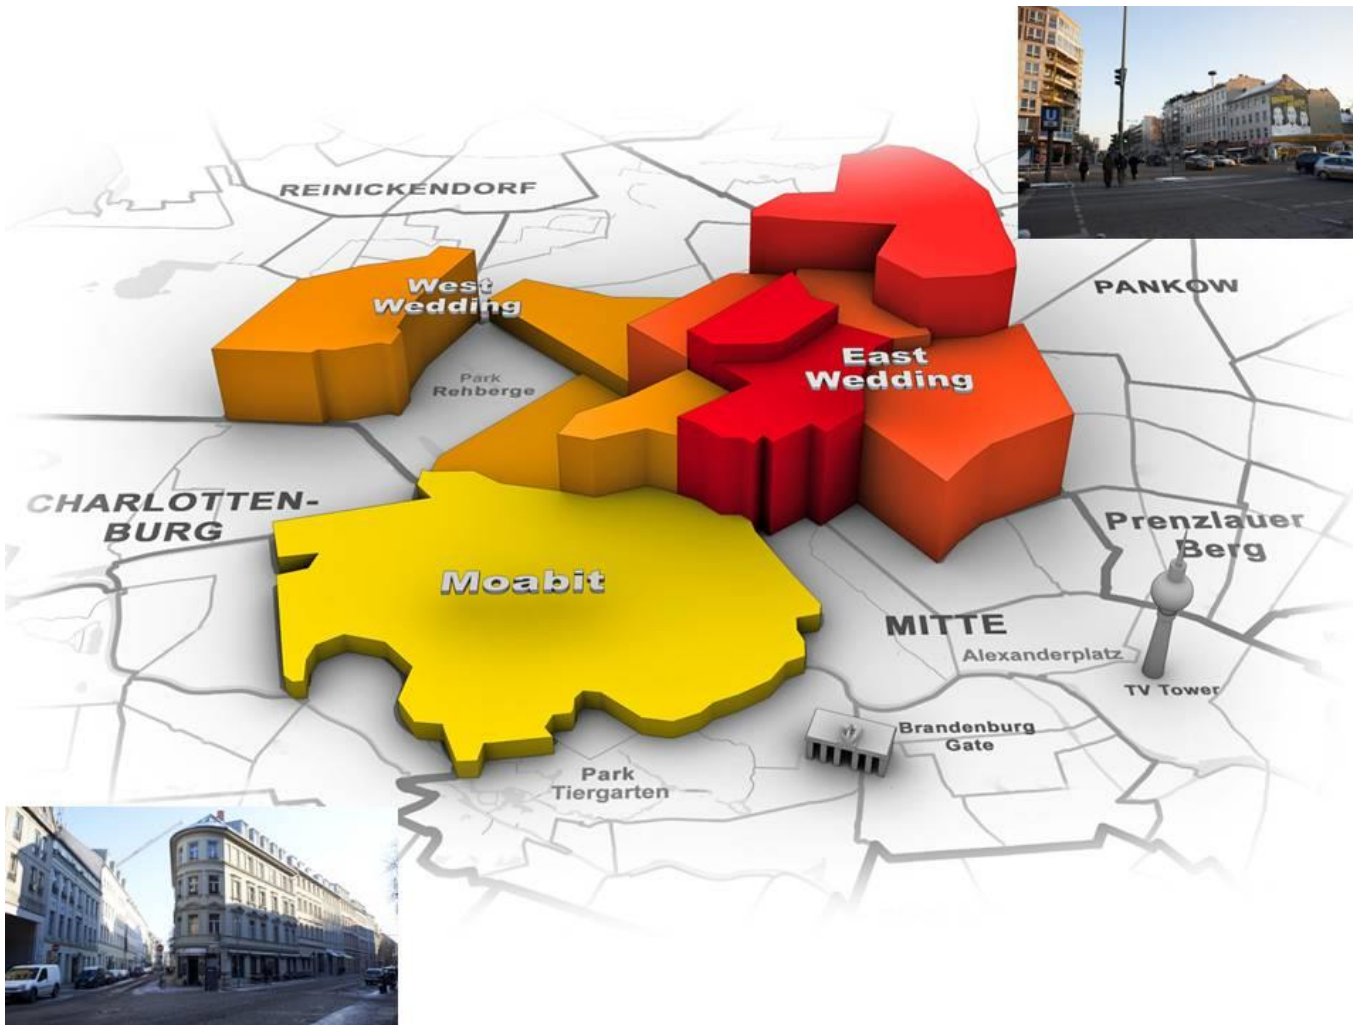 REINICKENDORF
U
West
Wedding
PANKOW
East
Wedding
Park
Rehberge
CHARLOTTEN-
BURG
Prenzlauer
Berg
Moabit
MITTE
Alexanderplatz
TV Tower
Brandenburg
Gate
Park
Tiergarten